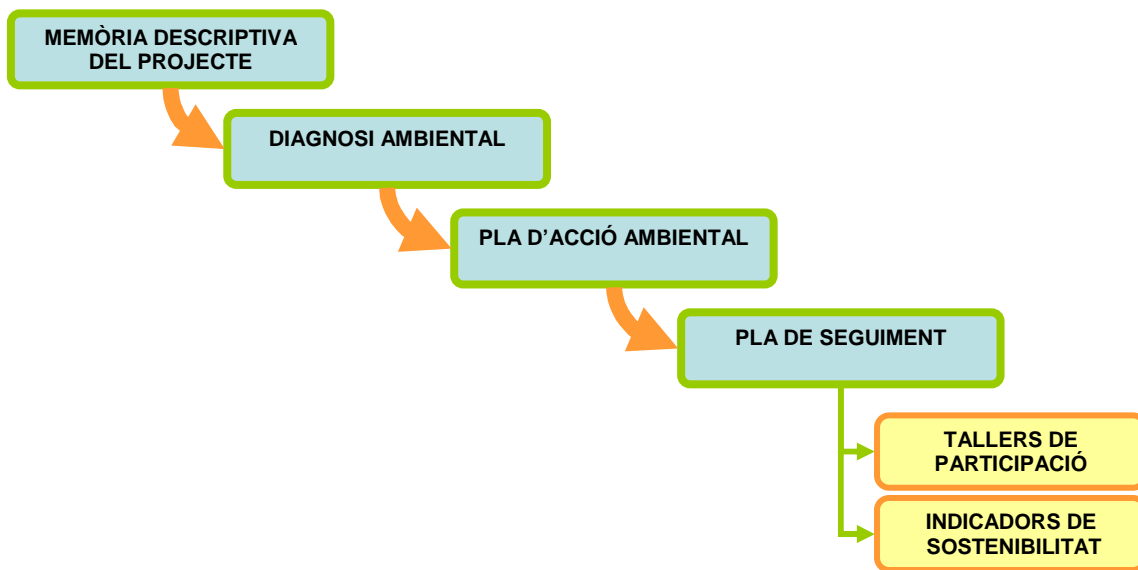 MEMÒRIA DESCRIPTIVA
DEL PROJECTE
DIAGNOSI AMBIENTAL
PLA D’ACCIÓ AMBIENTAL
PLA DE SEGUIMENT
TALLERS DE
PARTICIPACIÓ
INDICADORS DE
SOSTENIBILITAT